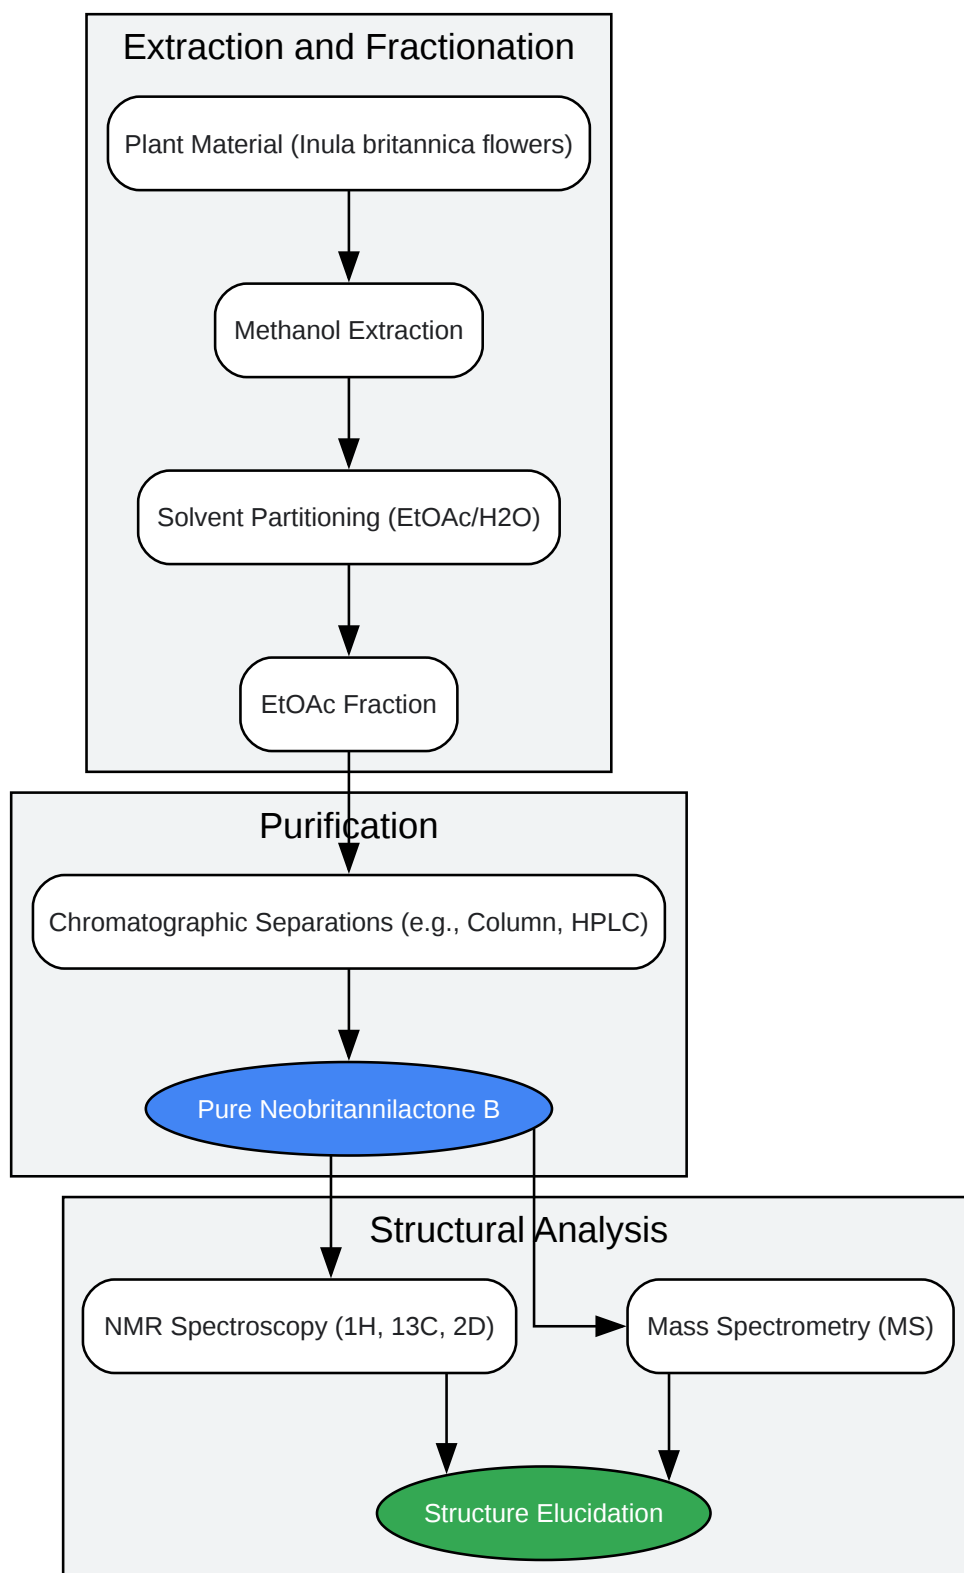 Extraction and Fractionation
Plant Material (Inula britannica flowers)
Methanol Extraction
Solvent Partitioning (EtOAc/H2O)
EtOAc Fraction
Purification
Chromatographic Separations (e.g., Column, HPLC)
Pure Neobritannilactone B
Structural Analysis
NMR Spectroscopy (1H, 13C, 2D)
Mass Spectrometry (MS)
Structure Elucidation